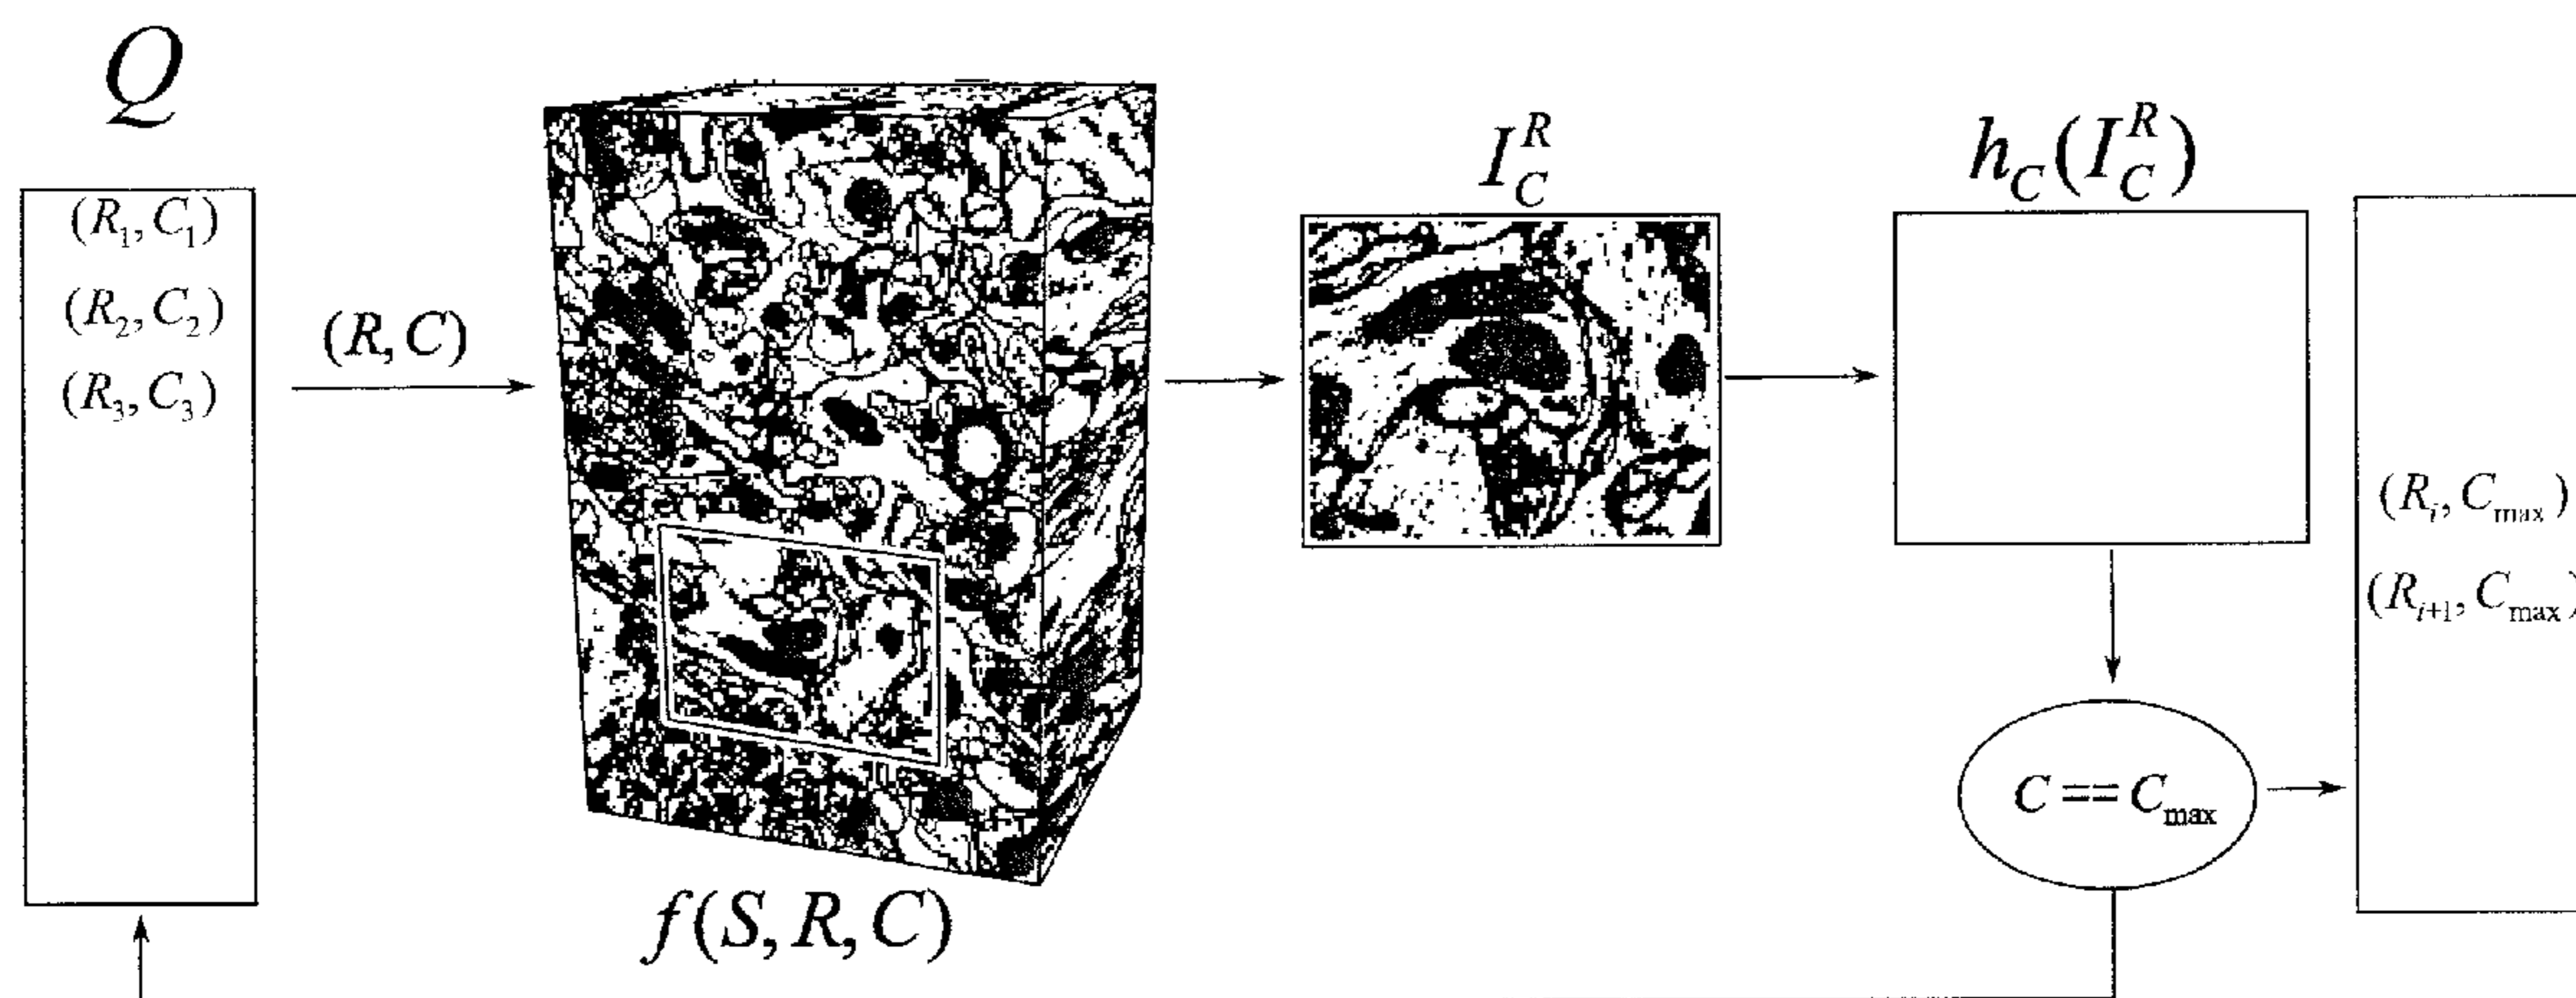 Q
(R₁, C₁)
(R₂, C₂)
(R₃, C₃)
(R, C)
f(S, R, C)
I_C^R
h_C(I_C^R)
C == C_max
(R_i, C_max)
(R_{i+1}, C_max)